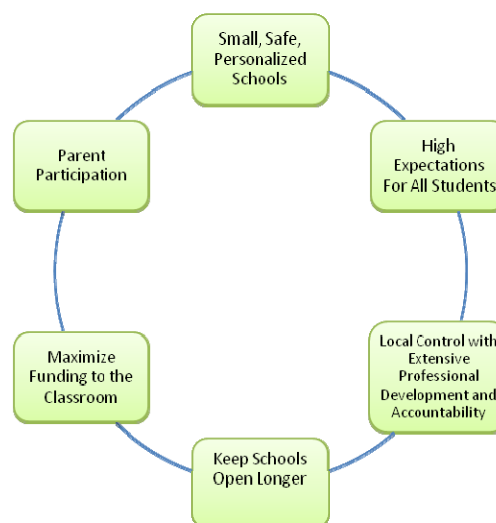 Small, Safe,
Personalized
Schools
High
Expectations
For All Students
Local Control with
Extensive
Professional
Development and
Accountability
Keep Schools
Open Longer
Maximize
Funding to the
Classroom
Parent
Participation